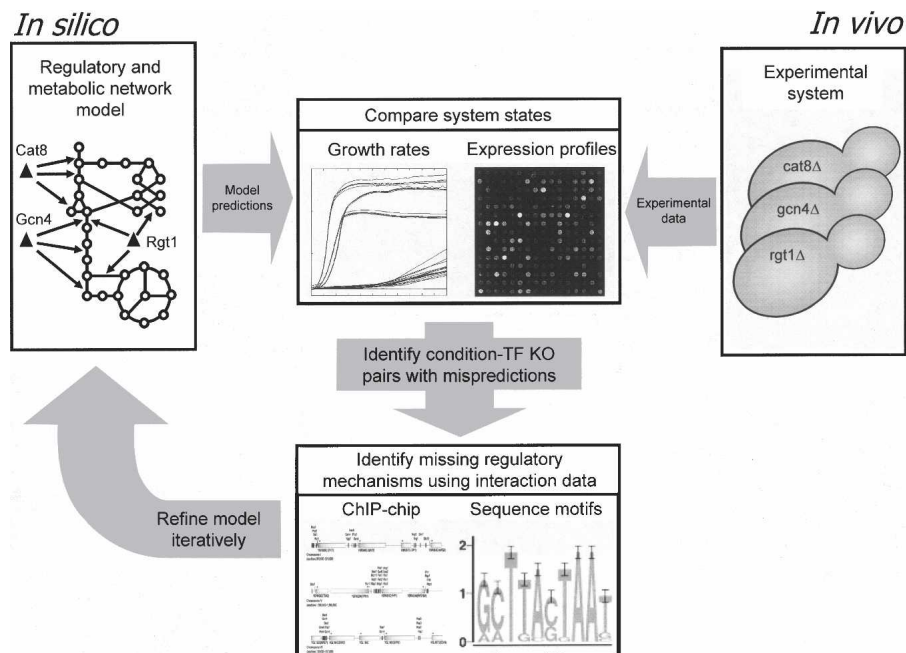 In silico
In vivo
Regulatory and
metabolic network
model
Cat8
Gcn4
Rgt1
Model
predictions
Compare system states
Growth rates
Expression profiles
Experimental
data
Experimental
system
cat8Δ
gcn4Δ
rgt1Δ
Identify condition-TF KO
pairs with mispredictions
Identify missing regulatory
mechanisms using interaction data
ChIP-chip
Sequence motifs
2
1
0
Refine model
iteratively